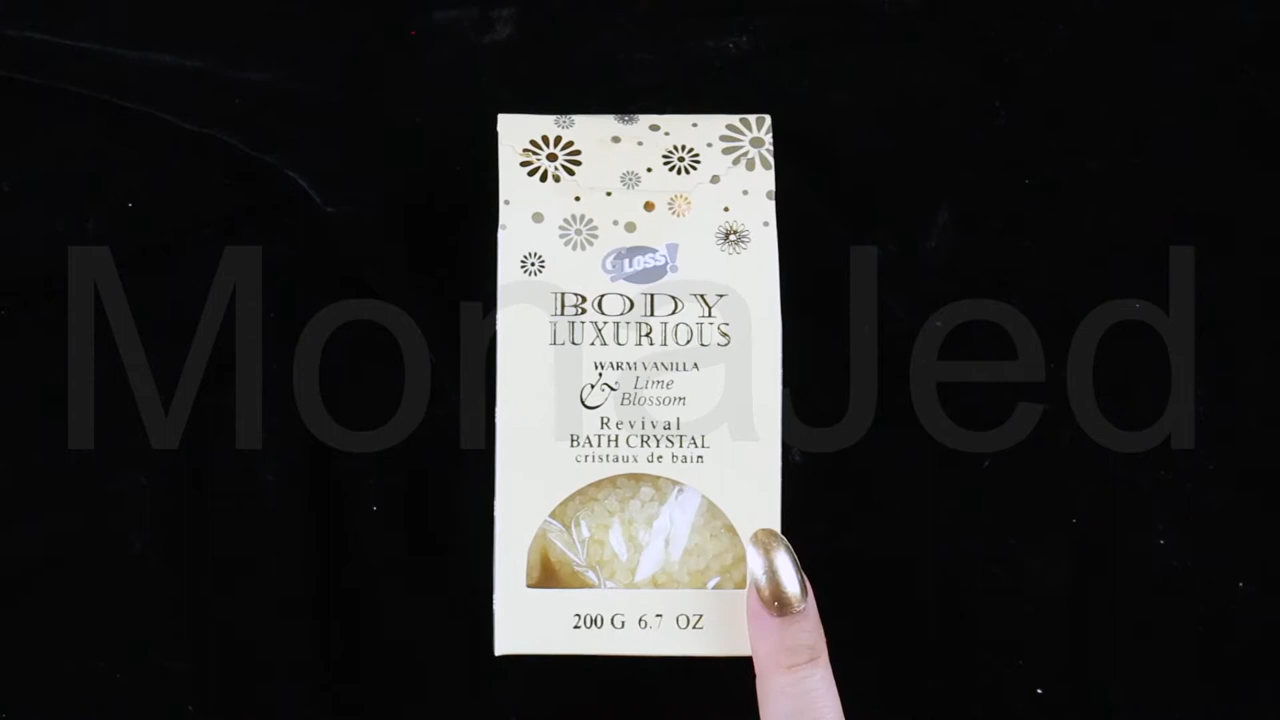 GLOSS!
BODY
LUXURIOUS
WARM VANILLA
& Lime
Blossom
Revival
BATH CRYSTAL
cristaux de bain
200 G 6.7 OZ
MonaJed